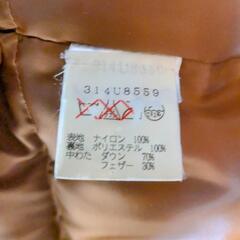 314U8559
表地 ナイロン 100%
裏地 ポリエステル 100%
中わた ダウン 70%
フェザー 30%